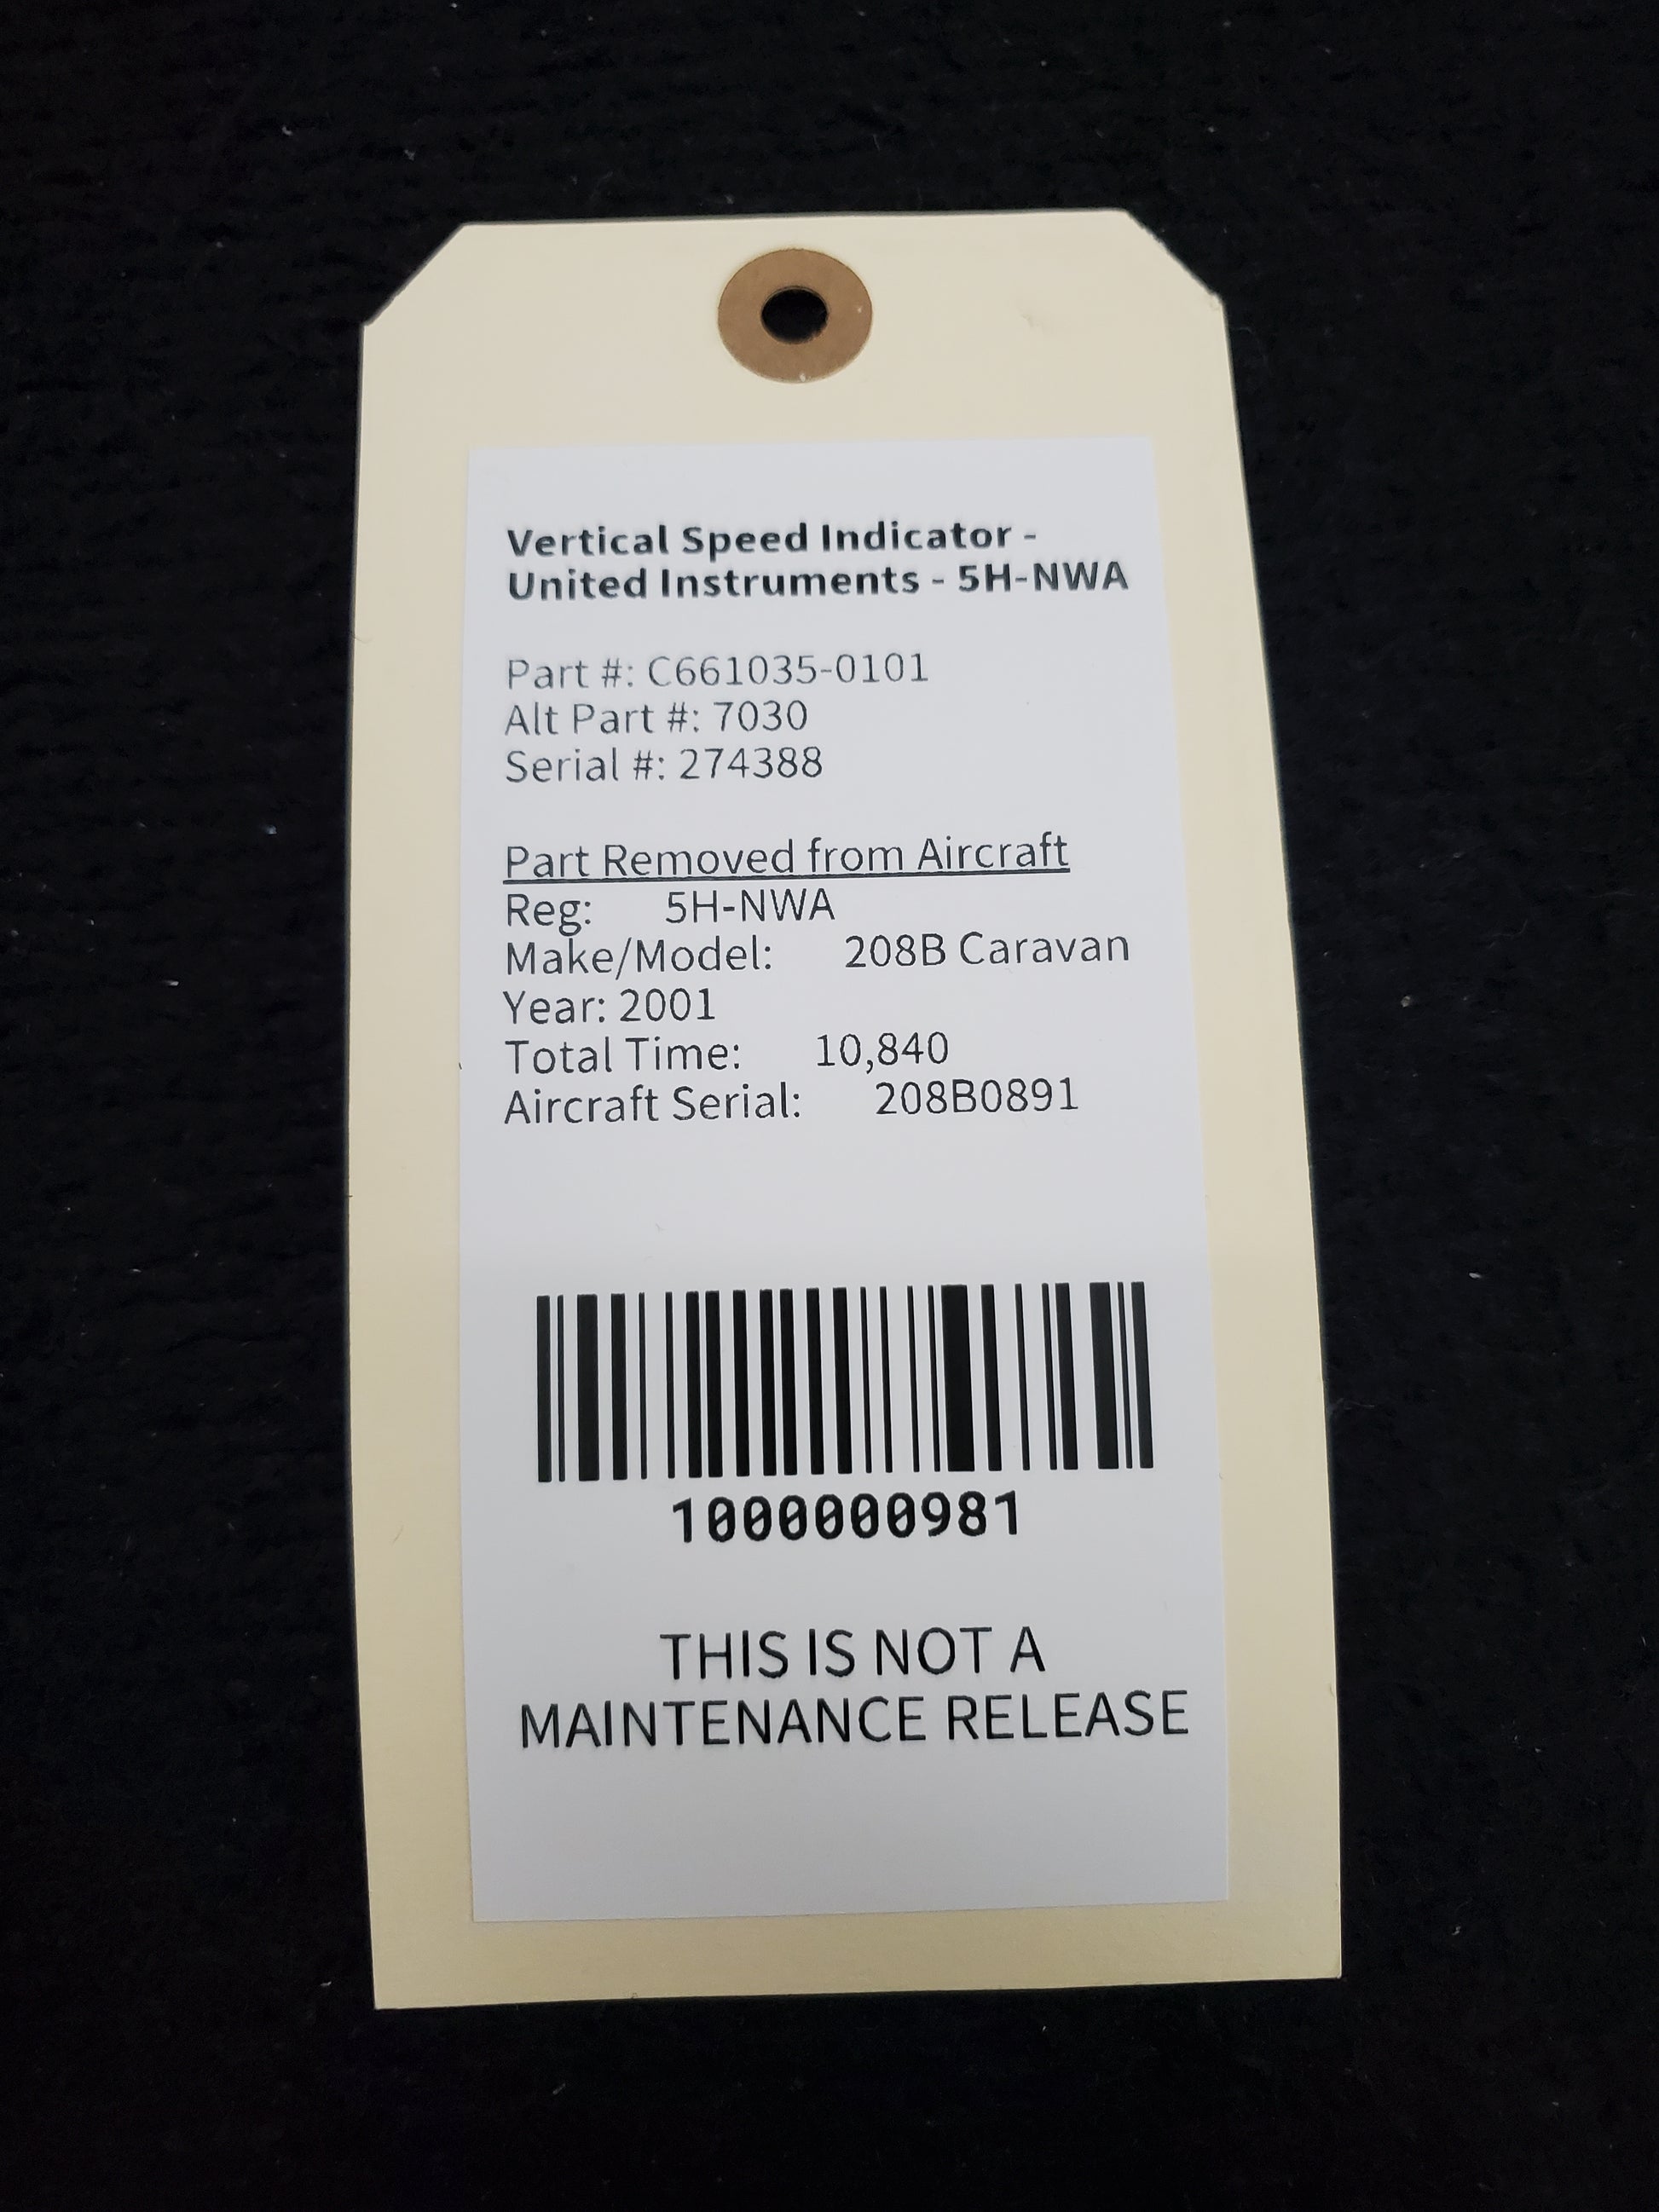 Vertical Speed Indicator -
United Instruments - 5H-NWA
Part #: C661035-0101
Alt Part #: 7030
Serial #: 274388
Part Removed from Aircraft
Reg: 5H-NWA
Make/Model: 208B Caravan
Year: 2001
Total Time: 10,840
Aircraft Serial: 208B0891
1000000981
THIS IS NOT A
MAINTENANCE RELEASE